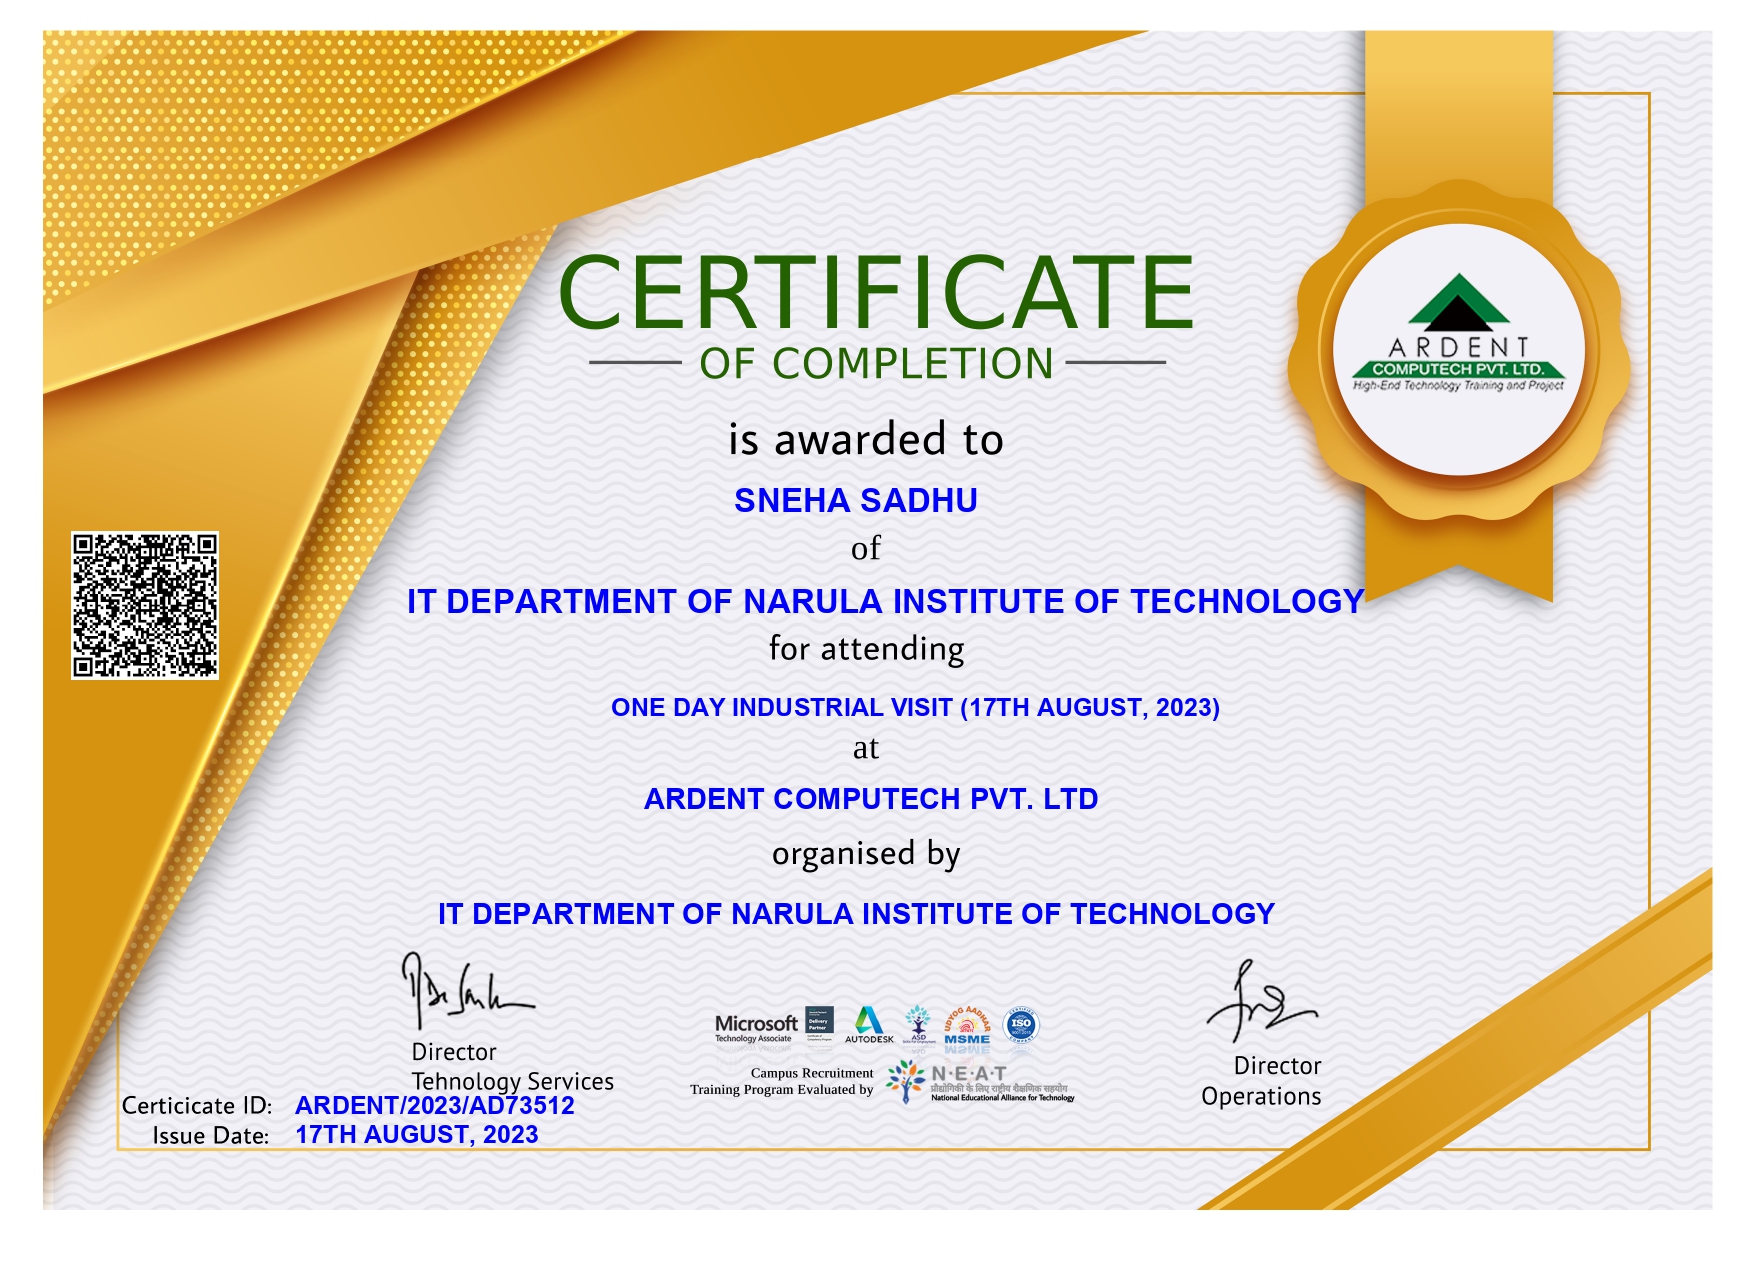 CERTIFICATE
OF COMPLETION
ARDENT
COMPUTECH PVT. LTD.
High-End Technology Training and Project
is awarded to
SNEHA SADHU
of
IT DEPARTMENT OF NARULA INSTITUTE OF TECHNOLOGY
for attending
ONE DAY INDUSTRIAL VISIT (17TH AUGUST, 2023)
at
ARDENT COMPUTECH PVT. LTD
organised by
IT DEPARTMENT OF NARULA INSTITUTE OF TECHNOLOGY
Director
Tehnology Services
Certicicate ID: ARDENT/2023/AD73512
Issue Date: 17TH AUGUST, 2023
Microsoft
Technology Associate
Delivery
Partner
AUTODESK
ASD
UDYOG AADHAR
MSME
ISO
Campus Recruitment
Training Program Evaluated by
N·E·A·T
प्रौद्योगिकी के लिए राष्ट्रीय शैक्षणिक सहयोग
National Educational Alliance for Technology
Director
Operations